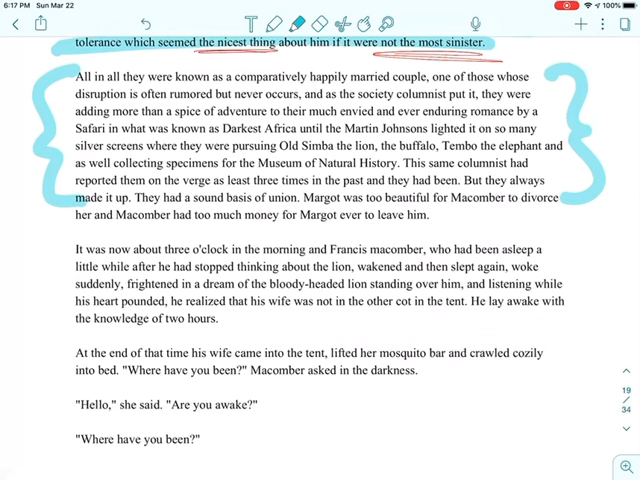 6:17 PM Sun Mar 22
100%
T
tolerance which seemed the nicest thing about him if it were not the most sinister.
All in all they were known as a comparatively happily married couple, one of those whose
disruption is often rumored but never occurs, and as the society columnist put it, they were
adding more than a spice of adventure to their much envied and ever enduring romance by a
Safari in what was known as Darkest Africa until the Martin Johnsons lighted it on so many
silver screens where they were pursuing Old Simba the lion, the buffalo, Tembo the elephant and
as well collecting specimens for the Museum of Natural History. This same columnist had
reported them on the verge as least three times in the past and they had been. But they always
made it up. They had a sound basis of union. Margot was too beautiful for Macomber to divorce
her and Macomber had too much money for Margot ever to leave him.
It was now about three o'clock in the morning and Francis macomber, who had been asleep a
little while after he had stopped thinking about the lion, wakened and then slept again, woke
suddenly, frightened in a dream of the bloody-headed lion standing over him, and listening while
his heart pounded, he realized that his wife was not in the other cot in the tent. He lay awake with
the knowledge of two hours.
At the end of that time his wife came into the tent, lifted her mosquito bar and crawled cozily
into bed. "Where have you been?" Macomber asked in the darkness.
"Hello," she said. "Are you awake?"
"Where have you been?"
19
/
34